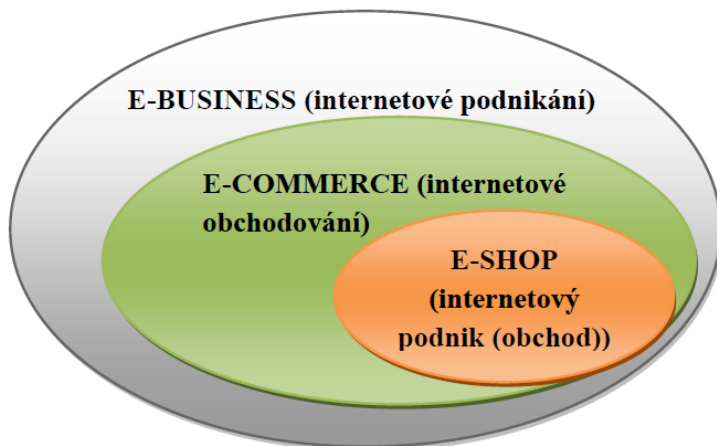 E-BUSINESS (internetové podnikání)
E-COMMERCE (internetové
obchodování)
E-SHOP
(internetový
podnik (obchod))